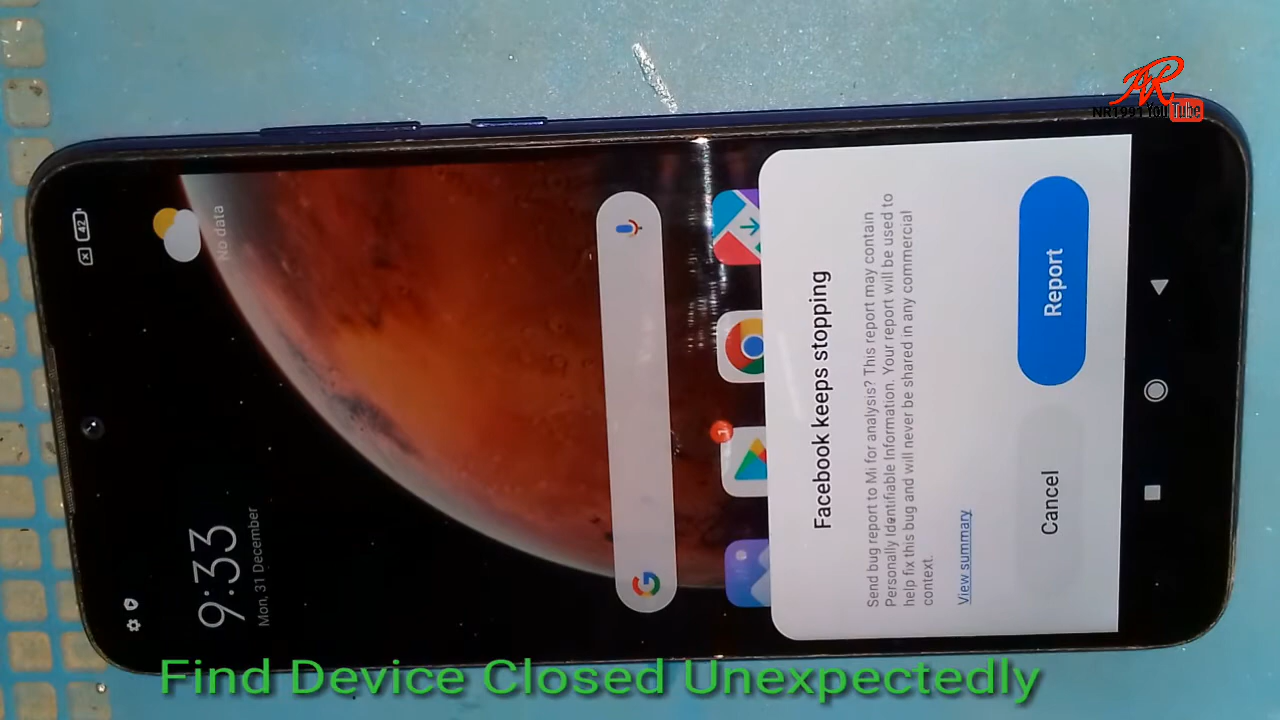 NR1991 YouTube
42
No data
9:33
Mon, 31 December
1
Facebook keeps stopping
Send bug report to Mi for analysis? This report may contain
Personally Identifiable Information. Your report will be used to
help fix this bug and will never be shared in any commercial
context.
View summary
Cancel
Report
Find Device Closed Unexpectedly